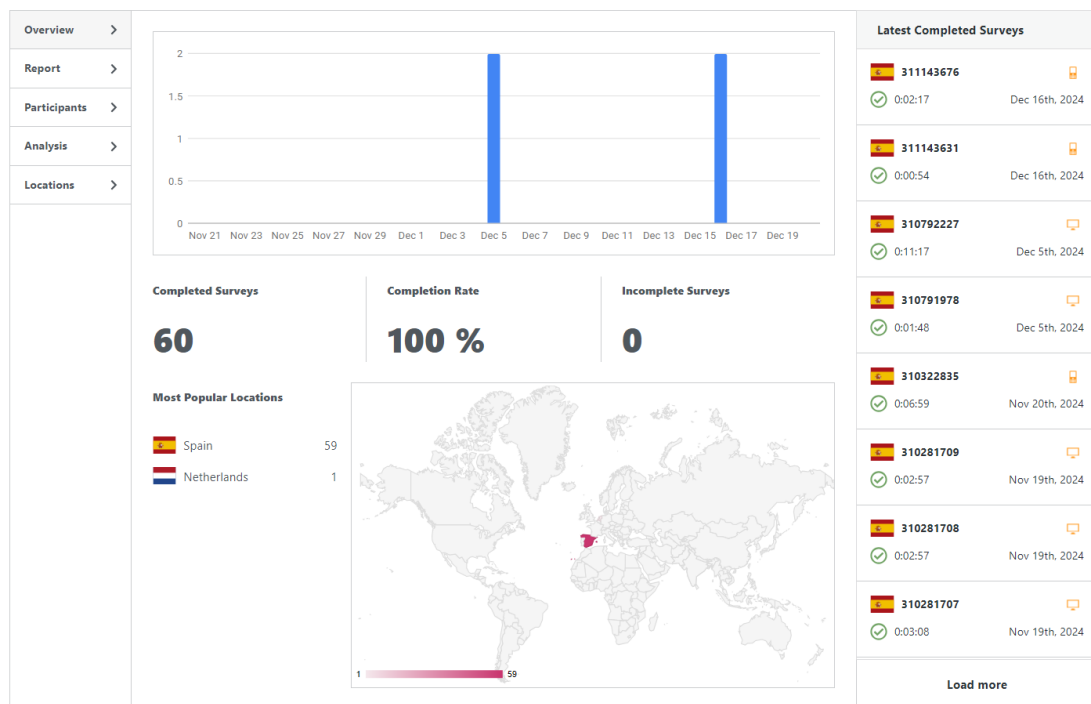 Overview
Report
Participants
Analysis
Locations
2
1.5
1
0.5
0
Nov 21 Nov 23 Nov 25 Nov 27 Nov 29 Dec 1 Dec 3 Dec 5 Dec 7 Dec 9 Dec 11 Dec 13 Dec 15 Dec 17 Dec 19
Completed Surveys
60
Completion Rate
100 %
Incomplete Surveys
0
Most Popular Locations
Spain 59
Netherlands 1
1 59
Latest Completed Surveys
311143676
0:02:17 Dec 16th, 2024
311143631
0:00:54 Dec 16th, 2024
310792227
0:11:17 Dec 5th, 2024
310791978
0:01:48 Dec 5th, 2024
310322835
0:06:59 Nov 20th, 2024
310281709
0:02:57 Nov 19th, 2024
310281708
0:02:57 Nov 19th, 2024
310281707
0:03:08 Nov 19th, 2024
Load more